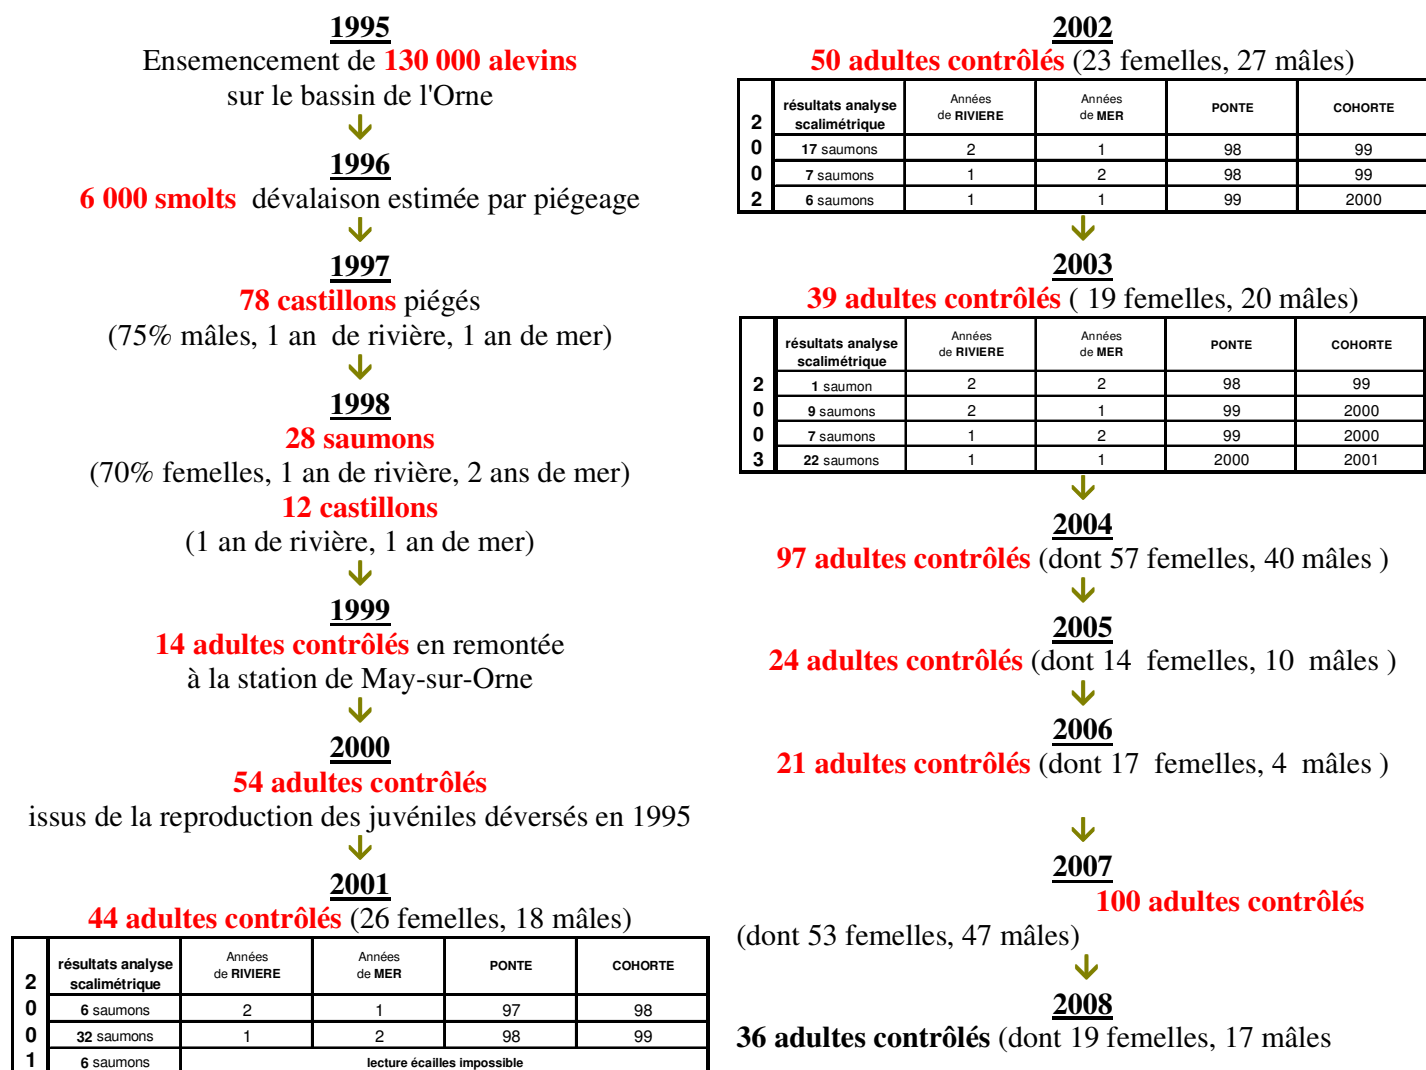 1995
Ensemencement de 130 000 alevins
sur le bassin de l'Orne
1996
6 000 smolts dévalaison estimée par piégeage
1997
78 castillons piégés
(75% mâles, 1 an de rivière, 1 an de mer)
1998
28 saumons
(70% femelles, 1 an de rivière, 2 ans de mer)
12 castillons
(1 an de rivière, 1 an de mer)
1999
14 adultes contrôlés en remontée
à la station de May-sur-Orne
2000
54 adultes contrôlés
issus de la reproduction des juvéniles déversés en 1995
2001
44 adultes contrôlés (26 femelles, 18 mâles)
2 résultats analyse scalimétrique Années de RIVIERE Années de MER PONTE COHORTE
0 6 saumons 2 1 97 98
0 32 saumons 1 2 98 99
1 6 saumons lecture écailles impossible
2002
50 adultes contrôlés (23 femelles, 27 mâles)
2 résultats analyse scalimétrique Années de RIVIERE Années de MER PONTE COHORTE
0 17 saumons 2 1 98 99
0 7 saumons 1 2 98 99
2 6 saumons 1 1 99 2000
2003
39 adultes contrôlés ( 19 femelles, 20 mâles)
résultats analyse scalimétrique Années de RIVIERE Années de MER PONTE COHORTE
2 1 saumon 2 2 98 99
0 9 saumons 2 1 99 2000
0 7 saumons 1 2 99 2000
3 22 saumons 1 1 2000 2001
2004
97 adultes contrôlés (dont 57 femelles, 40 mâles )
2005
24 adultes contrôlés (dont 14 femelles, 10 mâles )
2006
21 adultes contrôlés (dont 17 femelles, 4 mâles )
2007
100 adultes contrôlés
(dont 53 femelles, 47 mâles)
2008
36 adultes contrôlés (dont 19 femelles, 17 mâles